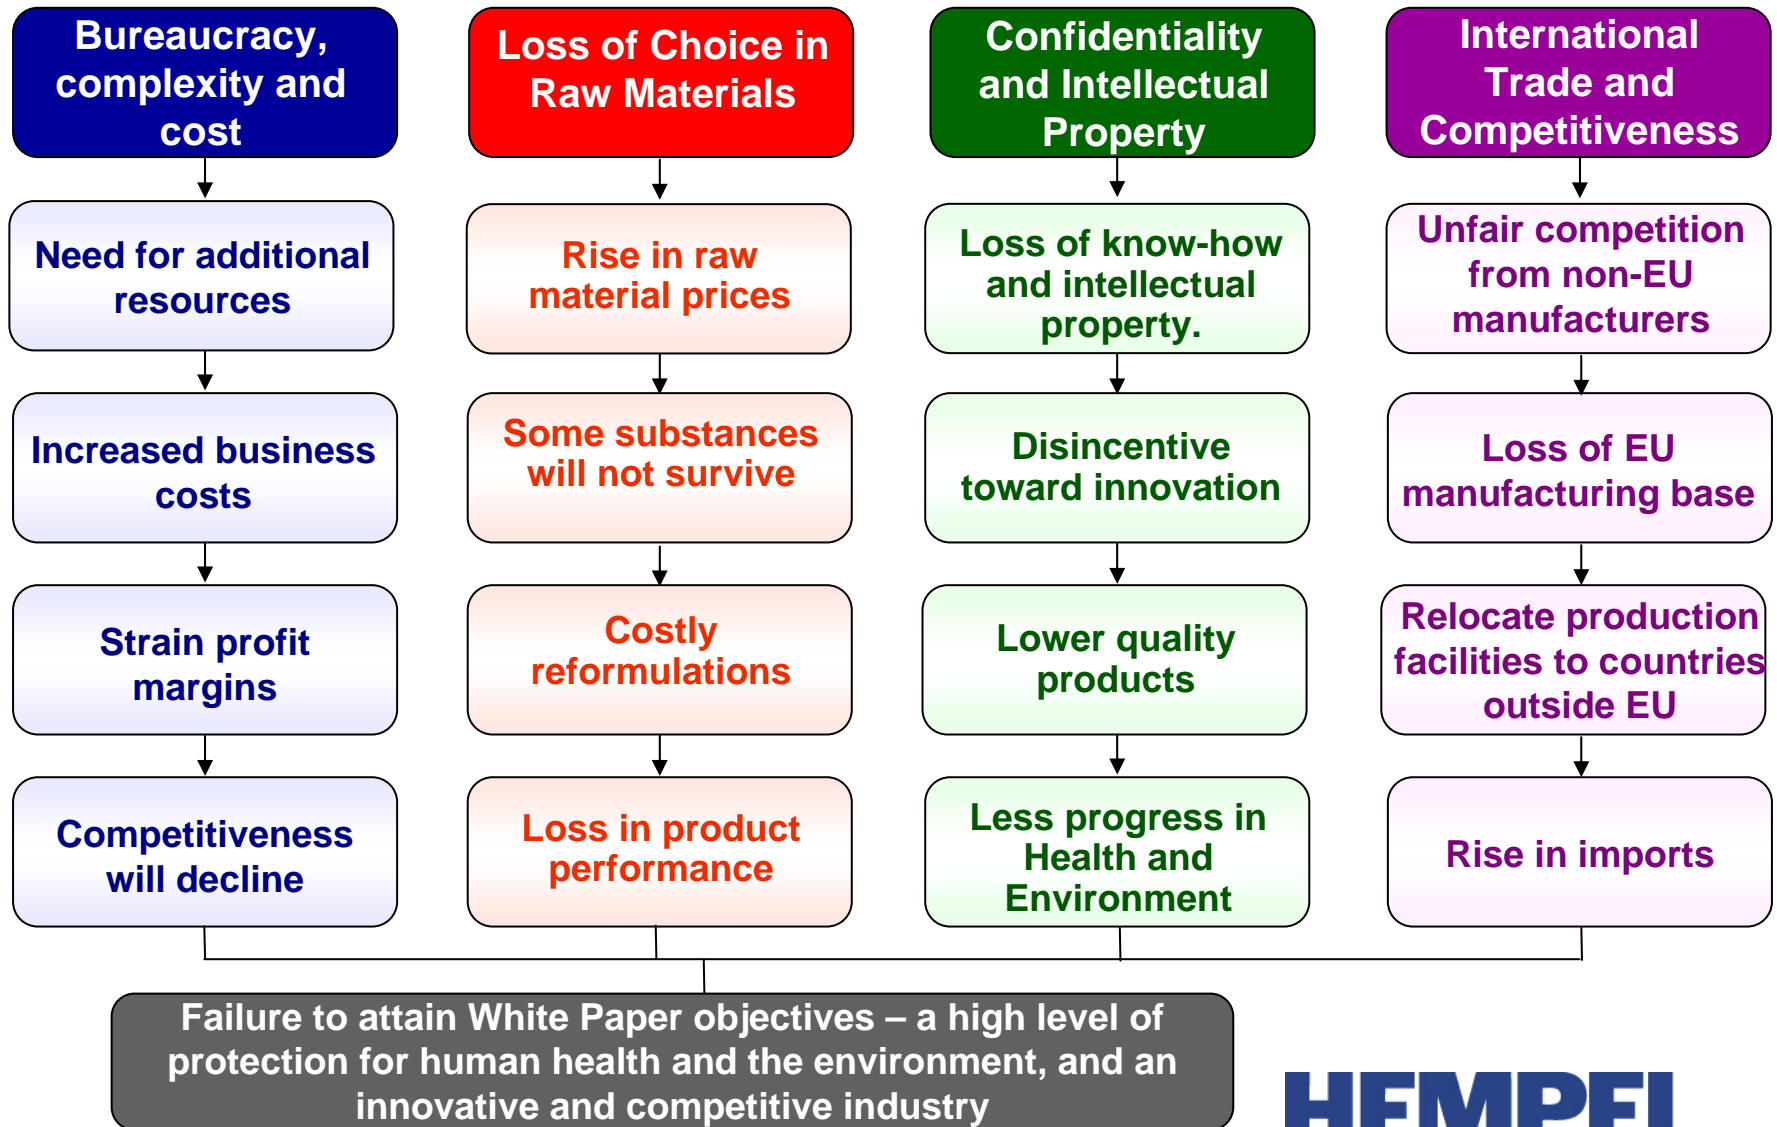 Bureaucracy,
complexity and
cost
Need for additional
resources
Increased business
costs
Strain profit
margins
Competitiveness
will decline
Loss of Choice in
Raw Materials
Rise in raw
material prices
Some substances
will not survive
Costly
reformulations
Loss in product
performance
Confidentiality
and Intellectual
Property
Loss of know-how
and intellectual
property.
Disincentive
toward innovation
Lower quality
products
Less progress in
Health and
Environment
International
Trade and
Competitiveness
Unfair competition
from non-EU
manufacturers
Loss of EU
manufacturing base
Relocate production
facilities to countries
outside EU
Rise in imports
Failure to attain White Paper objectives – a high level of
protection for human health and the environment, and an
innovative and competitive industry
HEMPEL